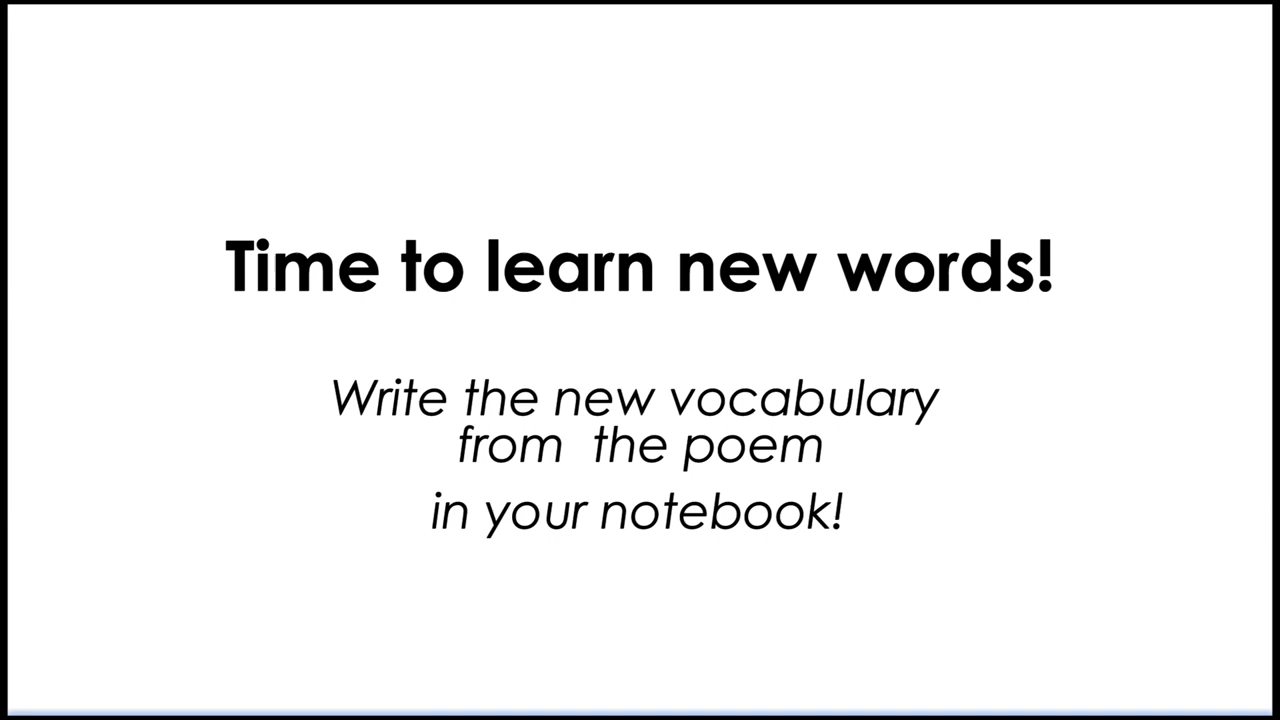 Time to learn new words!
Write the new vocabulary
from the poem
in your notebook!